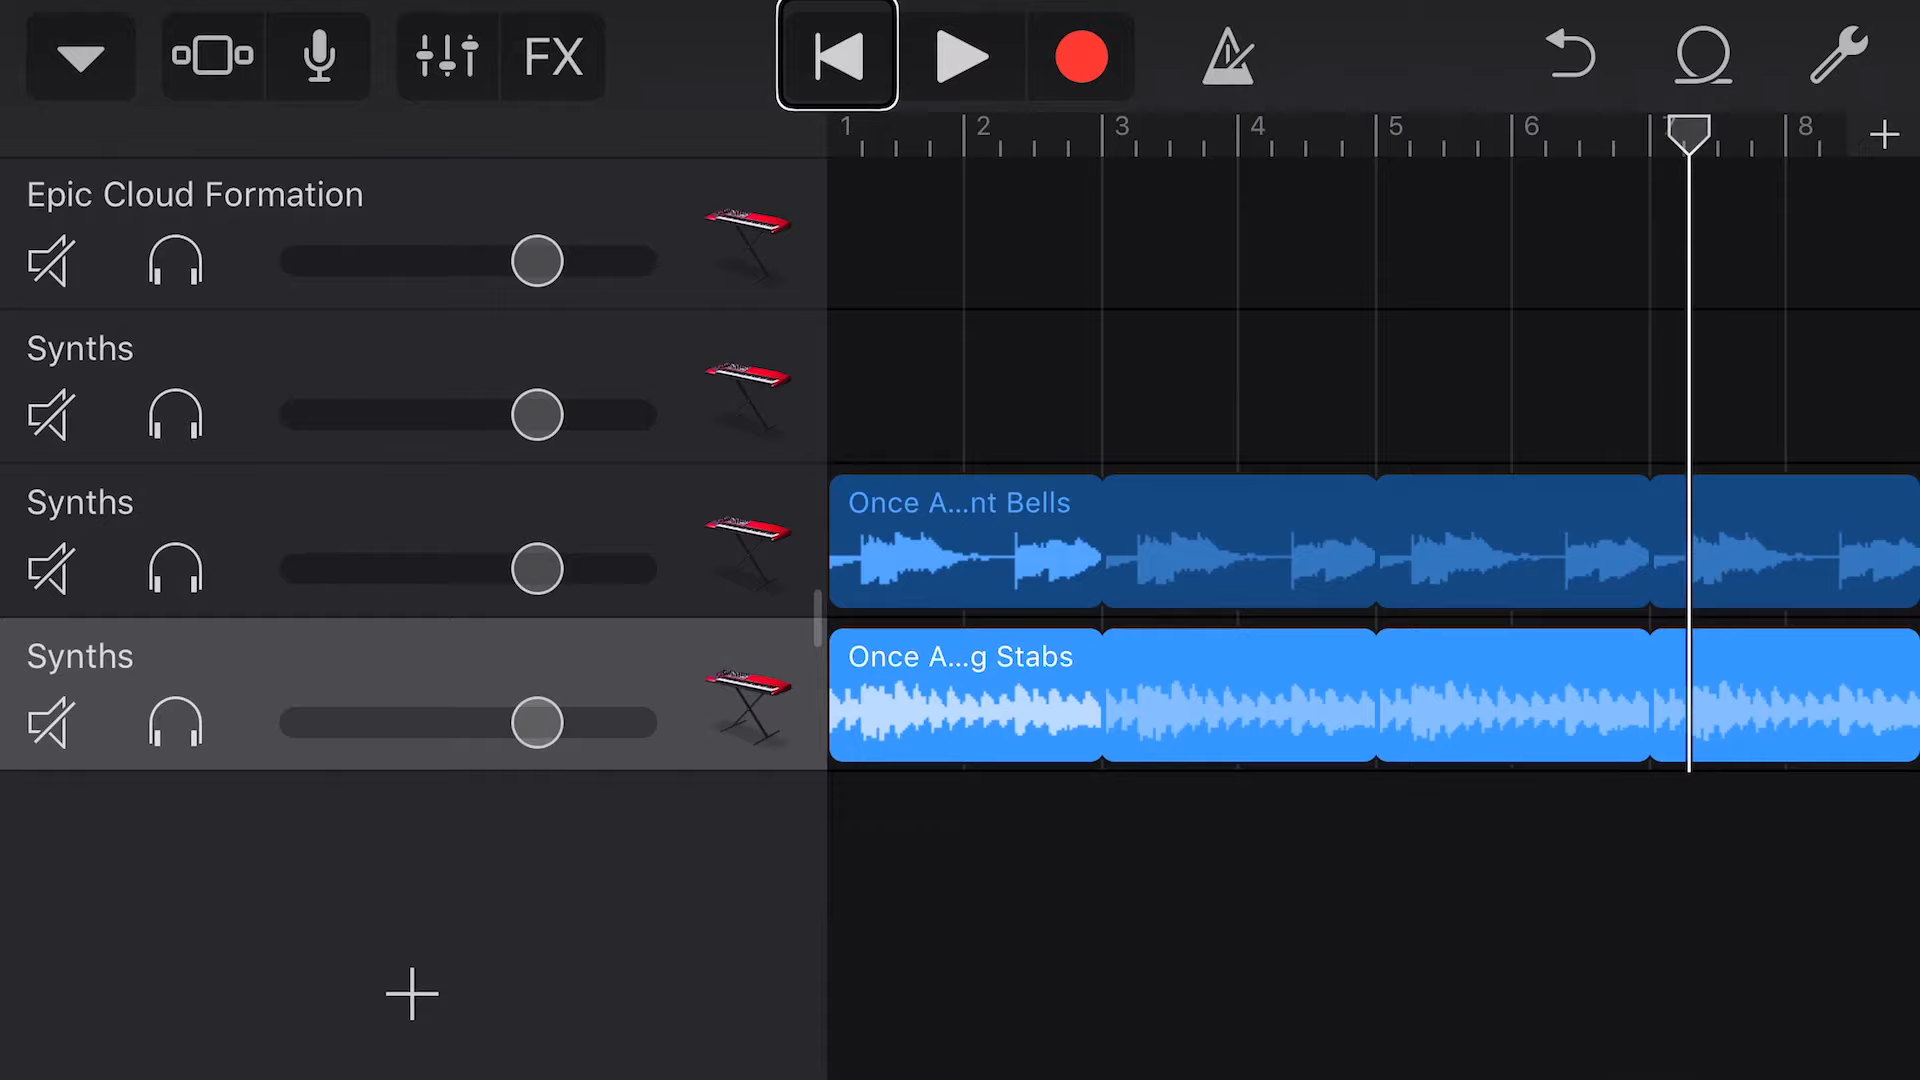 FX
1 2 3 4 5 6 7 8
Epic Cloud Formation
Synths
Synths
Once A...nt Bells
Synths
Once A...g Stabs